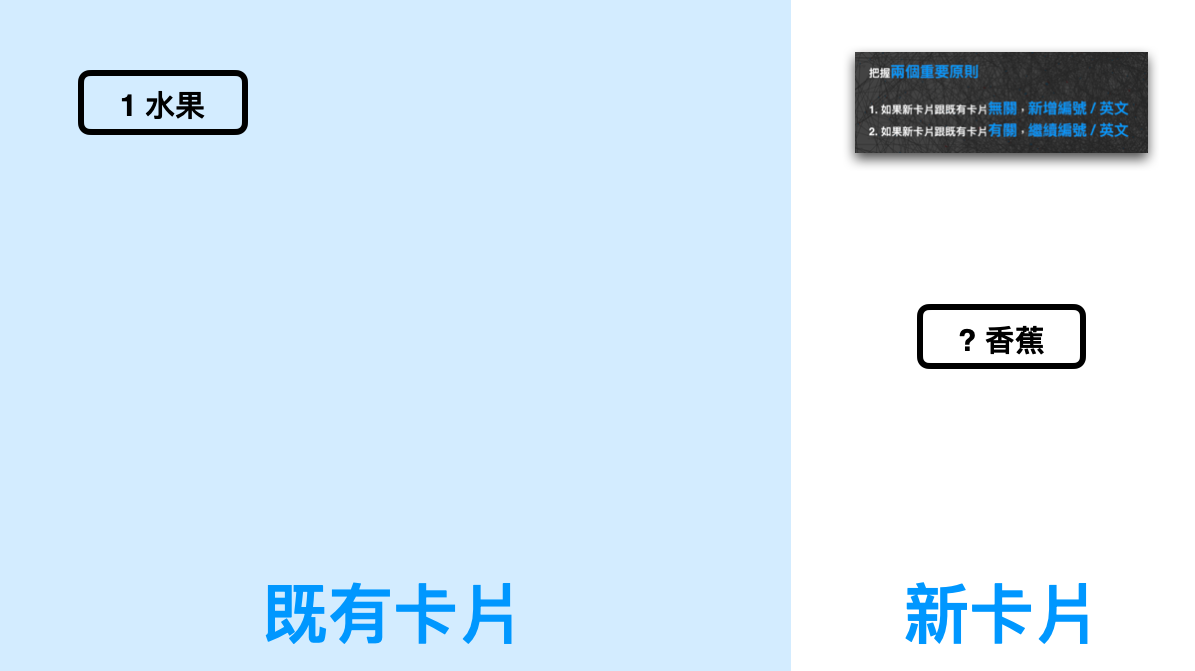 1 水果
把握兩個重要原則
1. 如果新卡片跟既有卡片無關，新增編號 / 英文
2. 如果新卡片跟既有卡片有關，繼續編號 / 英文
? 香蕉
既有卡片
新卡片